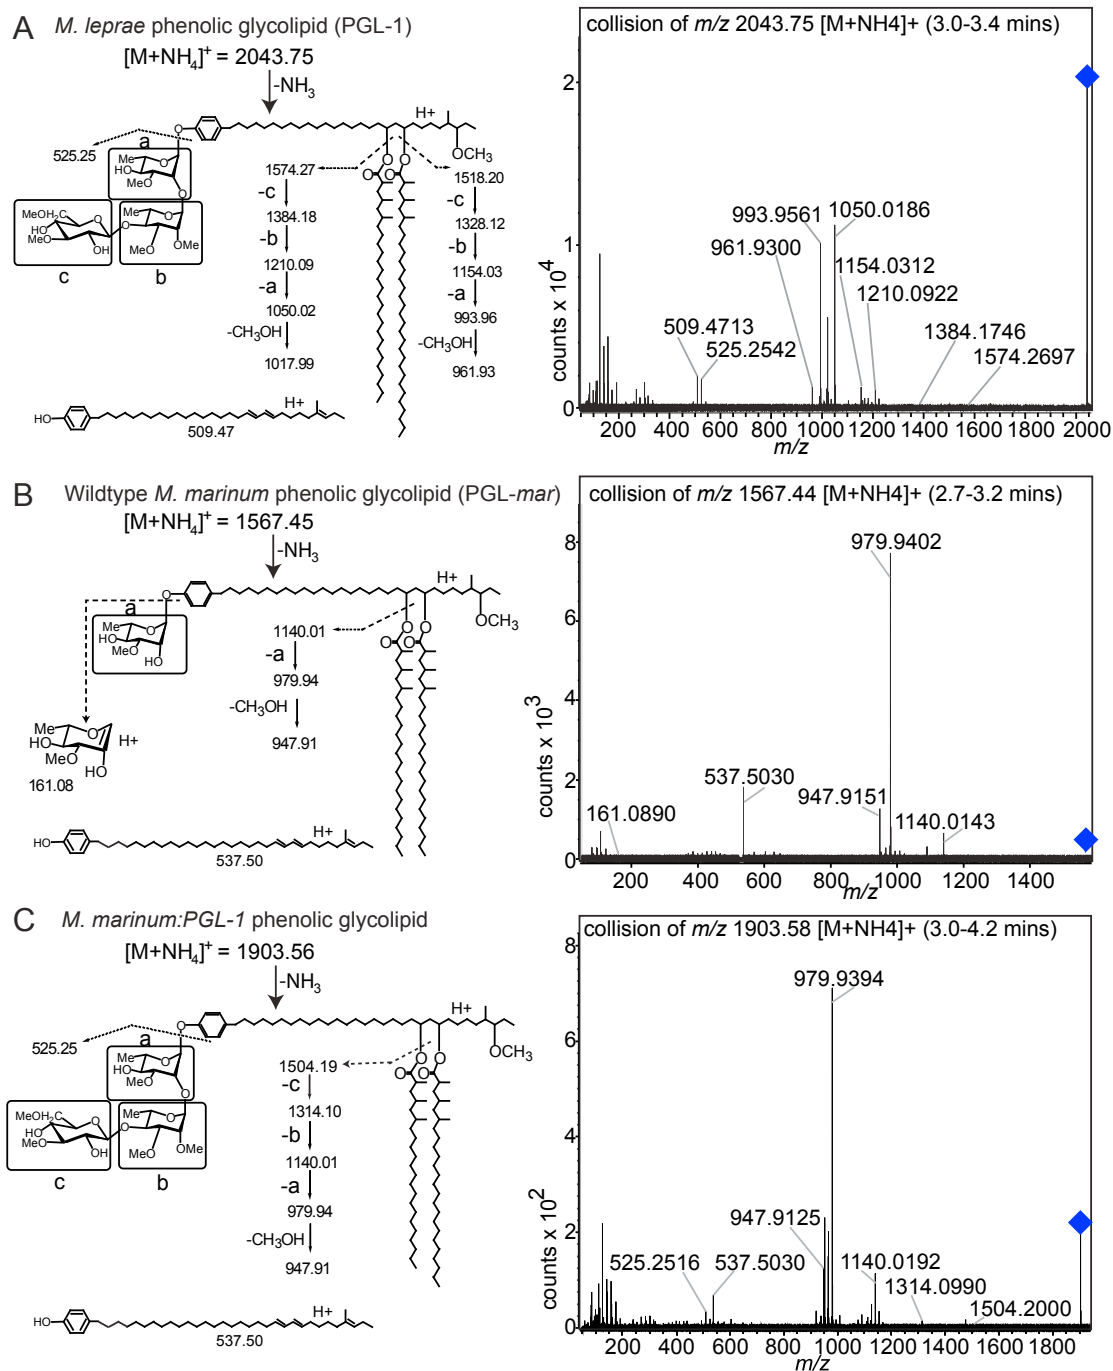 A M. leprae phenolic glycolipid (PGL-1)
[M+NH4]+ = 2043.75
-NH3
H+
OCH3
a
525.25
Me
O
HO
MeO
O
MeOH2C
HO
MeO
O
OH
O
Me
O
MeO
OMe
c
b
1574.27
-c
1384.18
-b
1210.09
-a
1050.02
-CH3OH
1017.99
O
O
O
O
1518.20
-c
1328.12
-b
1154.03
-a
993.96
-CH3OH
961.93
HO
H+
509.47
collision of m/z 2043.75 [M+NH4]+ (3.0-3.4 mins)
counts x 10^4
2
1
0
993.9561
1050.0186
961.9300
1154.0312
1210.0922
509.4713
525.2542
1384.1746
1574.2697
200 400 600 800 1000 1200 1400 1600 1800 2000
m/z
B Wildtype M. marinum phenolic glycolipid (PGL-mar)
[M+NH4]+ = 1567.45
-NH3
H+
OCH3
O
a
Me
O
HO
MeO
HO
1140.01
-a
979.94
-CH3OH
947.91
O
O
O
O
Me
O
HO
MeO
HO
H+
161.08
HO
H+
537.50
collision of m/z 1567.44 [M+NH4]+ (2.7-3.2 mins)
counts x 10^3
8
6
4
2
0
979.9402
537.5030
947.9151
161.0890
1140.0143
200 400 600 800 1000 1200 1400
m/z
C M. marinum:PGL-1 phenolic glycolipid
[M+NH4]+ = 1903.56
-NH3
H+
OCH3
O
a
525.25
Me
O
HO
MeO
O
MeOH2C
HO
MeO
O
OH
O
Me
O
MeO
OMe
c
b
1504.19
-c
1314.10
-b
1140.01
-a
979.94
-CH3OH
947.91
O
O
O
O
HO
H+
537.50
collision of m/z 1903.58 [M+NH4]+ (3.0-4.2 mins)
counts x 10^2
8
6
4
2
0
979.9394
947.9125
525.2516
537.5030
1140.0192
1314.0990
1504.2000
200 400 600 800 1000 1200 1400 1600 1800
m/z